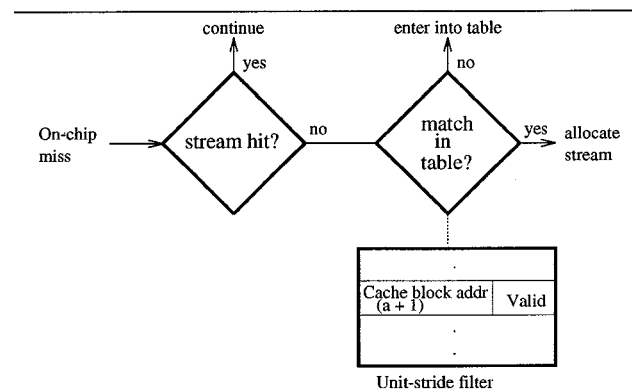 continue
enter into table
yes
no
On-chip
miss
stream hit?
no
match
in
table?
yes
allocate
stream
Cache block addr
(a + 1)
Valid
Unit-stride filter